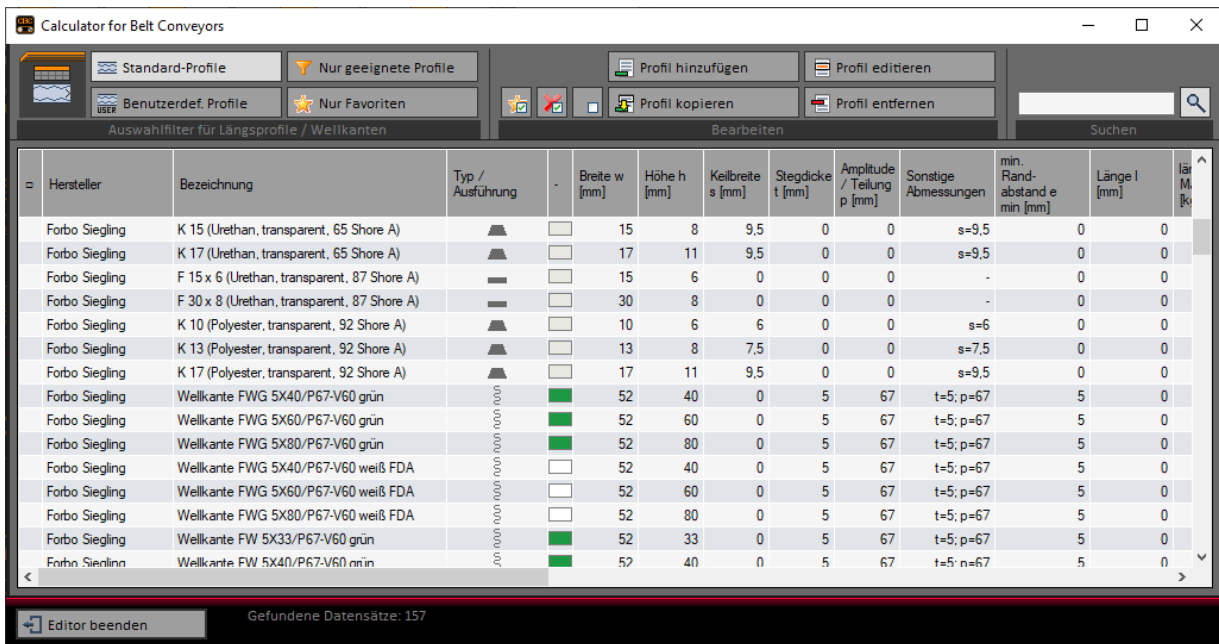 CBC Calculator for Belt Conveyors
Standard-Profile Nur geeignete Profile Profil hinzufügen Profil editieren
USER Benutzerdef. Profile Nur Favoriten Profil kopieren Profil entfernen
Auswahlfilter für Längsprofile / Wellkanten Bearbeiten Suchen
Hersteller Bezeichnung Typ / Ausführung - Breite w [mm] Höhe h [mm] Keilbreite s [mm] Stegdicke t [mm] Amplitude / Teilung p [mm] Sonstige Abmessungen min. Rand-abstand e min [mm] Länge l [mm]
Forbo Siegling K 15 (Urethan, transparent, 65 Shore A) 15 8 9,5 0 0 s=9,5 0 0
Forbo Siegling K 17 (Urethan, transparent, 65 Shore A) 17 11 9,5 0 0 s=9,5 0 0
Forbo Siegling F 15 x 6 (Urethan, transparent, 87 Shore A) 15 6 0 0 0 - 0 0
Forbo Siegling F 30 x 8 (Urethan, transparent, 87 Shore A) 30 8 0 0 0 - 0 0
Forbo Siegling K 10 (Polyester, transparent, 92 Shore A) 10 6 6 0 0 s=6 0 0
Forbo Siegling K 13 (Polyester, transparent, 92 Shore A) 13 8 7,5 0 0 s=7,5 0 0
Forbo Siegling K 17 (Polyester, transparent, 92 Shore A) 17 11 9,5 0 0 s=9,5 0 0
Forbo Siegling Wellkante FWG 5X40/P67-V60 grün 52 40 0 5 67 t=5; p=67 5 0
Forbo Siegling Wellkante FWG 5X60/P67-V60 grün 52 60 0 5 67 t=5; p=67 5 0
Forbo Siegling Wellkante FWG 5X80/P67-V60 grün 52 80 0 5 67 t=5; p=67 5 0
Forbo Siegling Wellkante FWG 5X40/P67-V60 weiß FDA 52 40 0 5 67 t=5; p=67 5 0
Forbo Siegling Wellkante FWG 5X60/P67-V60 weiß FDA 52 60 0 5 67 t=5; p=67 5 0
Forbo Siegling Wellkante FWG 5X80/P67-V60 weiß FDA 52 80 0 5 67 t=5; p=67 5 0
Forbo Siegling Wellkante FW 5X33/P67-V60 grün 52 33 0 5 67 t=5; p=67 5 0
Forbo Siegling Wellkante FW 5X40/P67-V60 grün 52 40 0 5 67 t=5; p=67 5 0
Editor beenden Gefundene Datensätze: 157